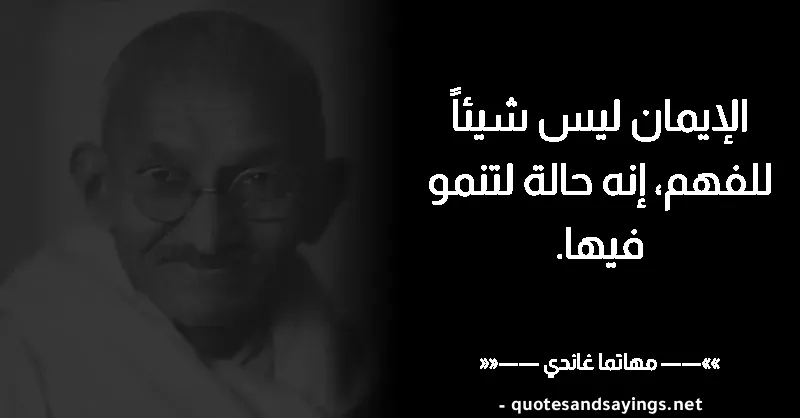 الإيمان ليس شيئاً
للفهم، إنه حالة لتنمو
فيها.
»»—— مهاتما غاندي ——««
- quotesandsayings.net